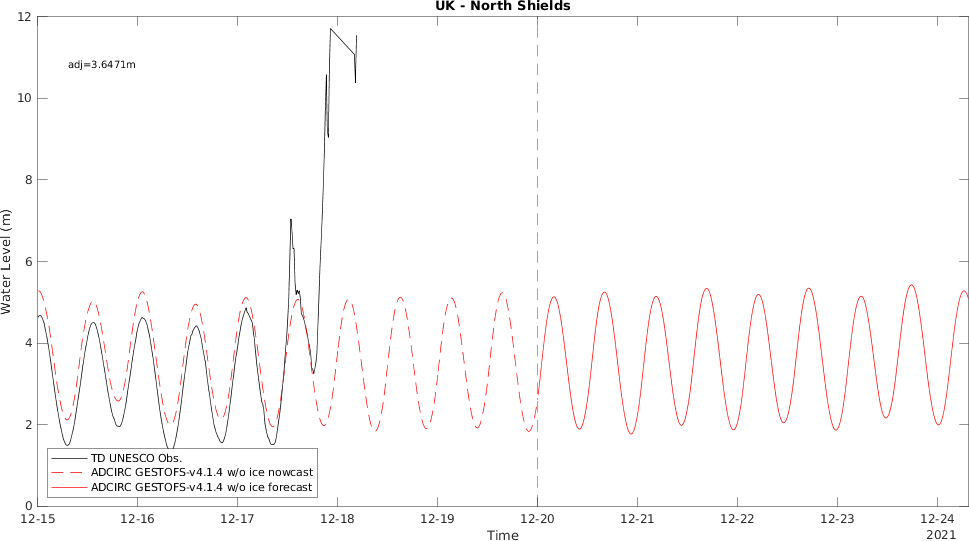 UK - North Shields
12
10
8
6
4
2
0
Water Level (m)
adj=3.6471m
TD UNESCO Obs.
ADCIRC GESTOFS-v4.1.4 w/o ice nowcast
ADCIRC GESTOFS-v4.1.4 w/o ice forecast
12-15 12-16 12-17 12-18 12-19 12-20 12-21 12-22 12-23 12-24
Time 2021